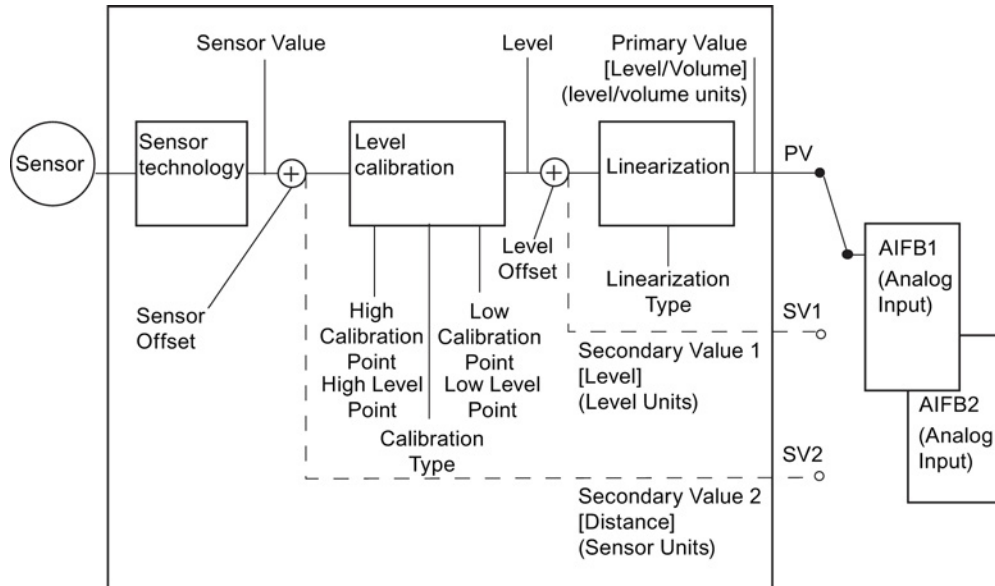 Sensor Value
Level
Primary Value
[Level/Volume]
(level/volume units)
Sensor
Sensor
technology
Level
calibration
Linearization
PV
Sensor
Offset
Level
Offset
Linearization
Type
High
Calibration
Point
High Level
Point
Low
Calibration
Point
Low Level
Point
Calibration
Type
AIFB1
(Analog
Input)
SV1
Secondary Value 1
[Level]
(Level Units)
AIFB2
(Analog
Input)
SV2
Secondary Value 2
[Distance]
(Sensor Units)